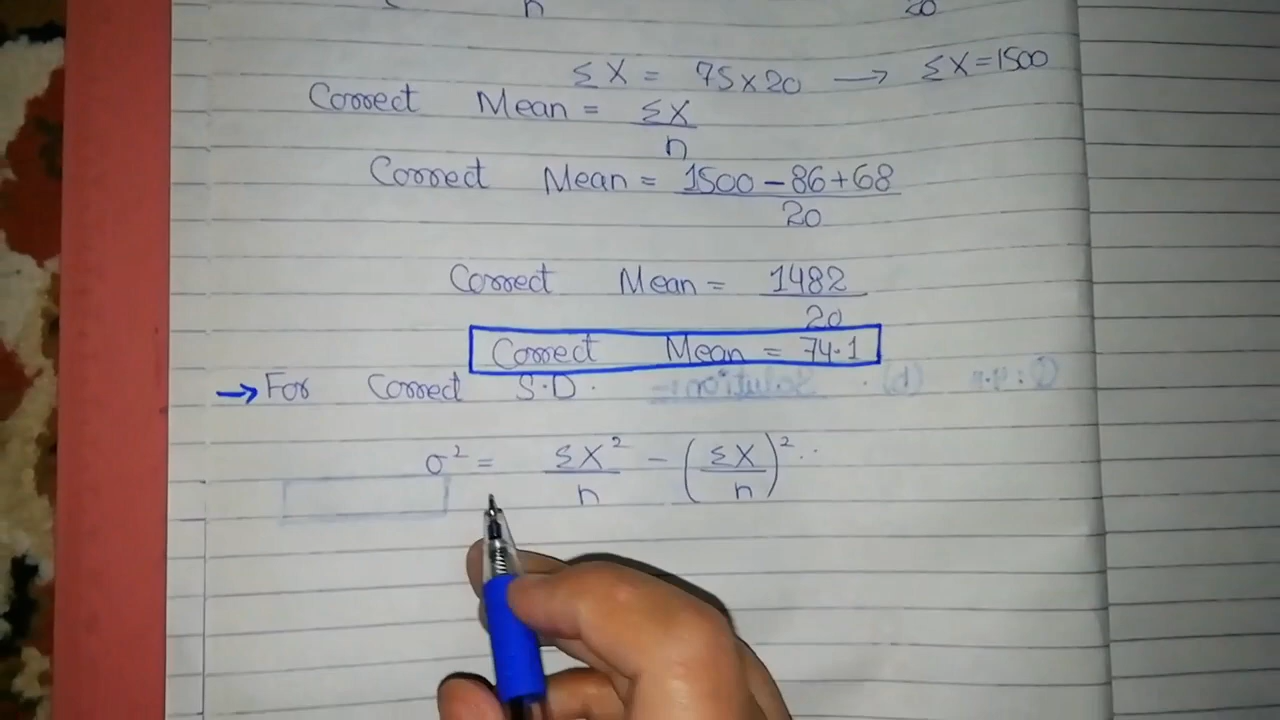 n 20
ΣX = 75×20 → ΣX=1500
Correct Mean = ΣX/n
Correct Mean = 1500-86+68/20
Correct Mean = 1482/20
Correct Mean = 74.1
→ For Correct S.D.
σ² = ΣX²/n - (ΣX/n)²